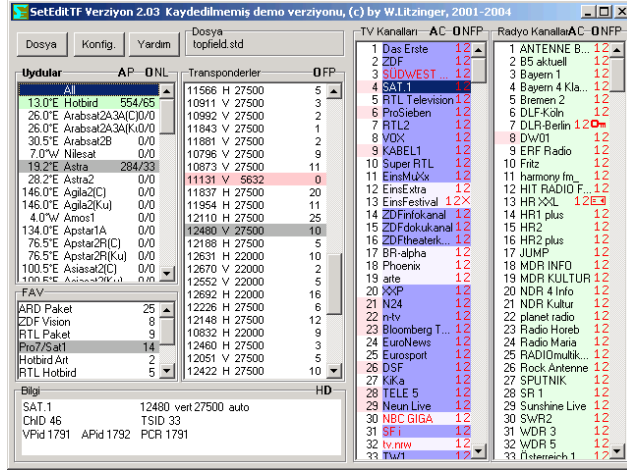 SetEditTF Verziyon 2.03 Kaydedilmemiş demo verziyonu, (c) by W.Litzinger, 2001-2004
Dosya Konfig. Yardım
Dosya
topfield.std
Uydular AP ONL
All
13.0°E Hotbird 554/65
26.0°E Arabsat2A3A(C) 0/0
26.0°E Arabsat2A3A(Ku) 0/0
30.5°E Arabsat2B 0/0
7.0°W Nilesat 0/0
19.2°E Astra 284/33
28.2°E Astra2 0/0
146.0°E Agila2(C) 0/0
146.0°E Agila2(Ku) 0/0
4.0°W Amos1 0/0
134.0°E Apstar1A 0/0
76.5°E Apstar2R(C) 0/0
76.5°E Apstar2R(Ku) 0/0
100.5°E Asiasat2(C) 0/0
100.5°E Asiasat2(Ku) 0/0
FAV
ARD Paket 25
ZDF Vision 8
RTL Paket 9
Pro7/Sat1 14
Hotbird Art 2
RTL Hotbird 5
Transponderler OFP
11566 H 27500 5
10911 V 27500 3
10992 V 27500 2
11843 V 27500 1
11881 V 27500 2
10796 V 27500 9
10873 V 27500 11
11131 V 5632 0
11837 H 27500 20
11954 H 27500 11
12110 H 27500 25
12480 V 27500 10
12188 H 27500 5
12631 H 22000 10
12670 V 22000 2
12552 V 22000 5
12692 H 22000 16
12226 H 27500 6
12148 H 27500 12
10832 H 22000 9
12460 H 27500 3
12051 V 27500 5
12422 H 27500 10
Bilgi HD
SAT.1 12480 vert 27500 auto
ChID 46 TSID 33
VPid 1791 APid 1792 PCR 1791
TV Kanalları AC ONFP
1 Das Erste 12
2 ZDF 12
3 SÜDWEST ... 12
4 SAT.1 12
5 RTL Television 12
6 ProSieben 12
7 RTL2 12
8 VOX 12
9 KABEL1 12
10 Super RTL 12
11 EinsMuXx 12
12 EinsExtra 12
13 EinsFestival 12X
14 ZDFinfokanal 12
15 ZDFdokukanal 12
16 ZDFtheaterk... 12
17 BR-alpha 12
18 Phoenix 12
19 arte 12
20 XXP 12
21 N24 12
22 n-tv 12
23 Bloomberg T... 12
24 EuroNews 12
25 Eurosport 12
26 DSF 12
27 KiKa 12
28 TELE 5 12
29 Neun Live 12
30 NBC GIGA 12
31 SF i 12
32 tv.nrw 12
33 TW1 12
Radyo Kanallar AC ONFP
1 ANTENNE B... 12
2 B5 aktuell 12
3 Bayern 1 12
4 Bayern 4 Kla... 12
5 Bremen 2 12
6 DLF-Köln 12
7 DLR-Berlin 12
8 DW01 12
9 ERF Radio 12
10 Fritz 12
11 harmony fm_ 12
12 HIT RADIO F... 12
13 HR XXL 12
14 HR1 plus 12
15 HR2 12
16 HR2 plus 12
17 JUMP 12
18 MDR INFO 12
19 MDR KULTUR 12
20 NDR 4 Info 12
21 NDR Kultur 12
22 planet radio 12
23 Radio Horeb 12
24 Radio Maria 12
25 RADIOmultik... 12
26 Rock Antenne 12
27 SPUTNIK 12
28 SR 1 12
29 Sunshine Live 12
30 SWR2 12
31 WDR 3 12
32 WDR 5 12
33 Österreich 1 12